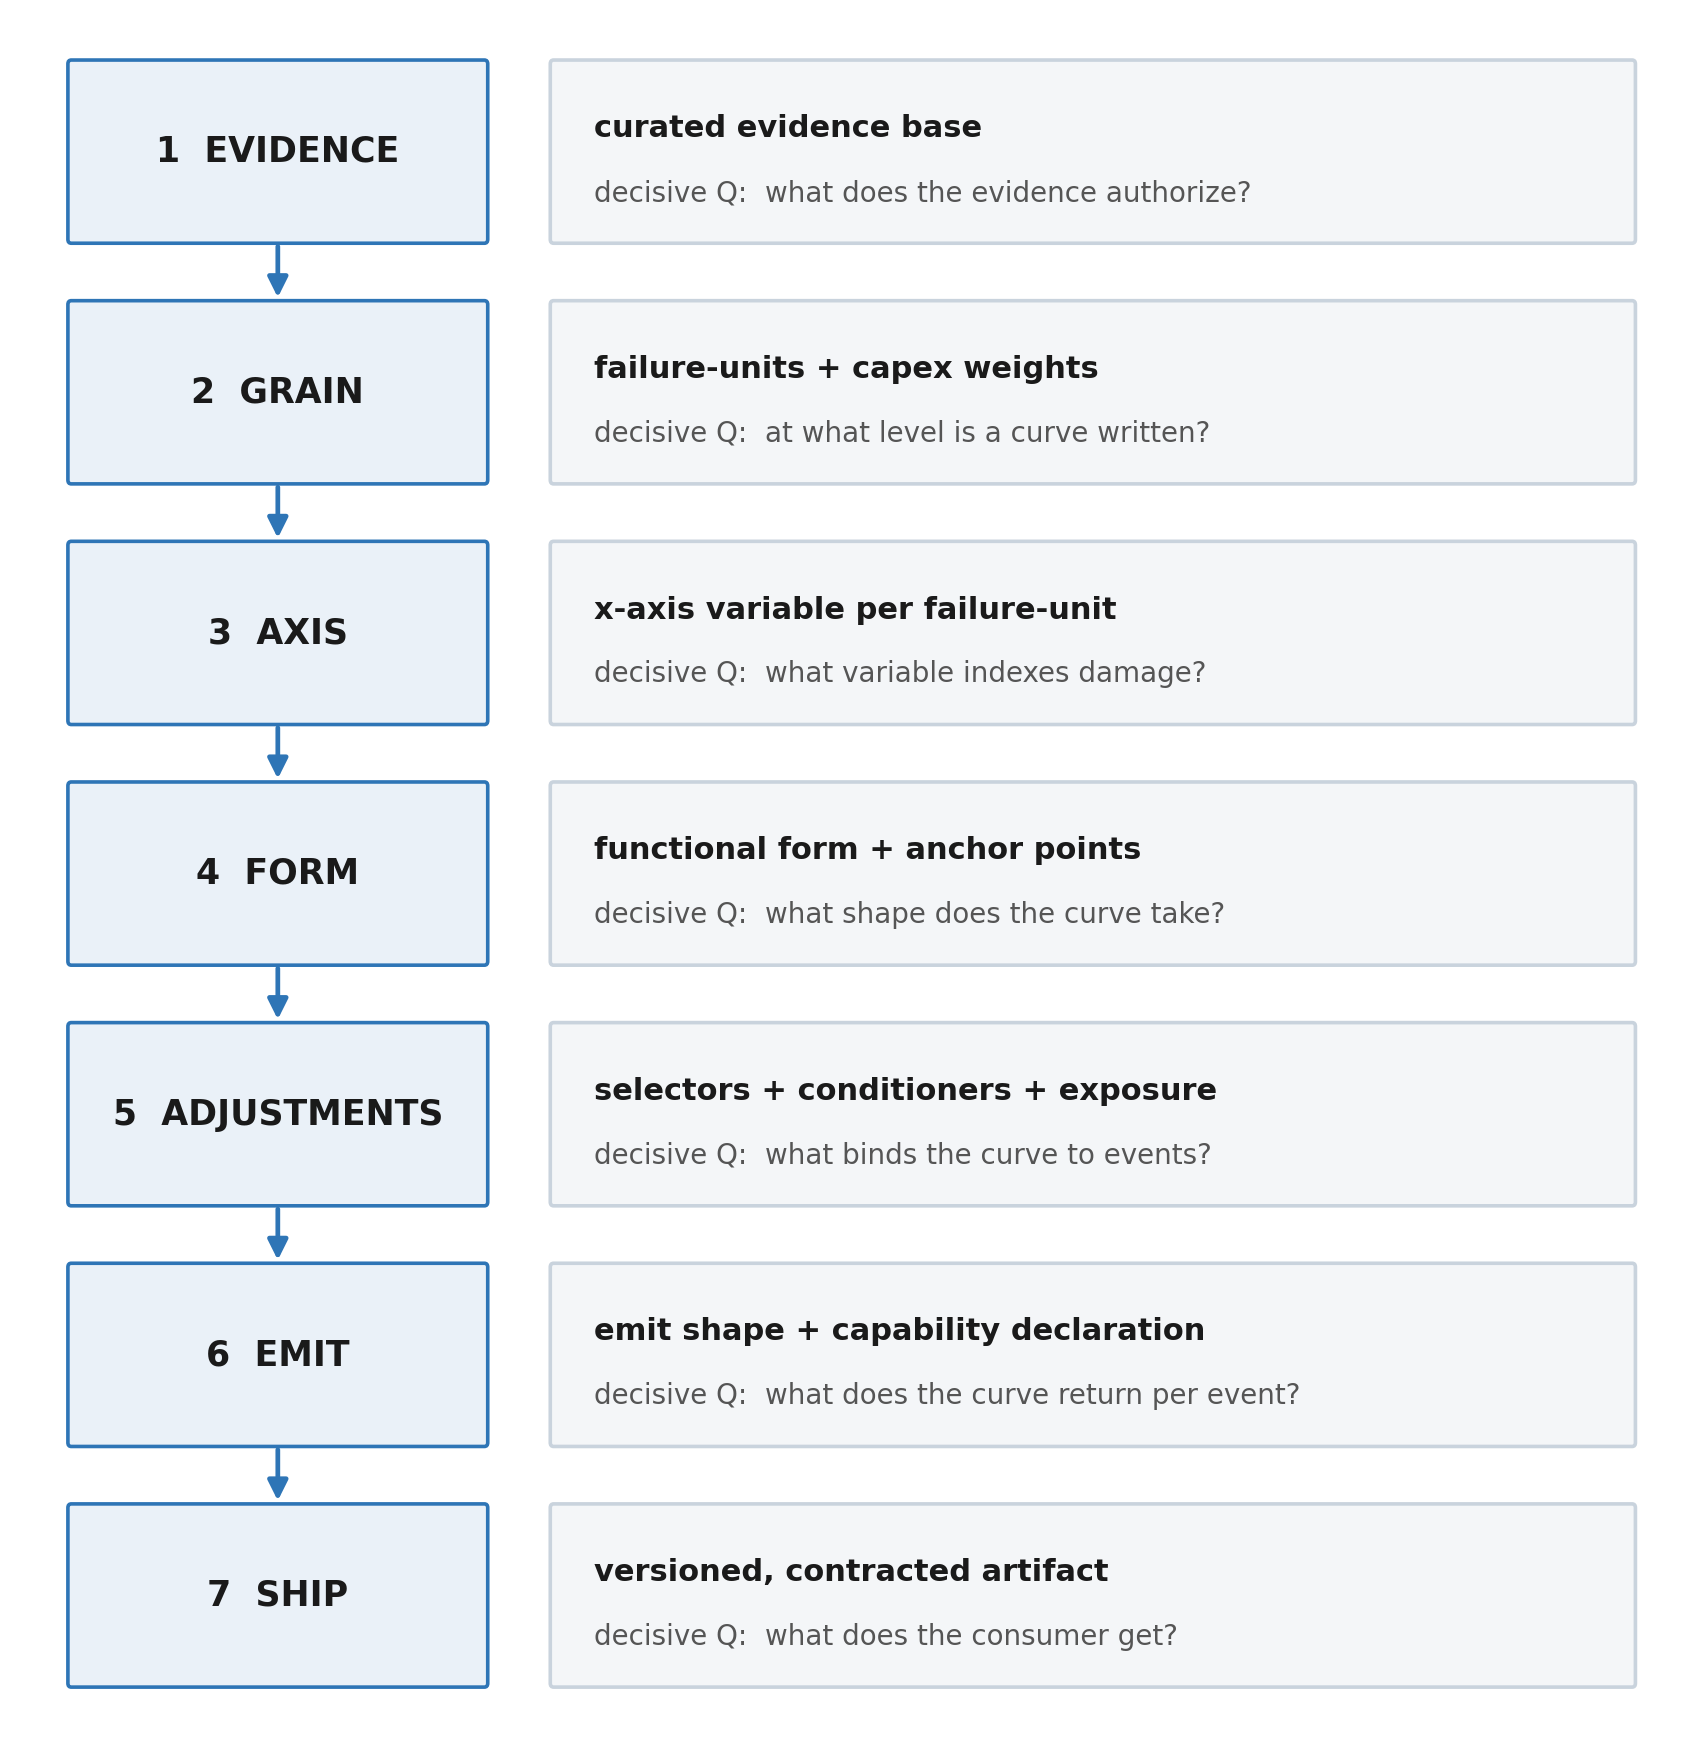 1 EVIDENCE
curated evidence base
decisive Q: what does the evidence authorize?
2 GRAIN
failure-units + capex weights
decisive Q: at what level is a curve written?
3 AXIS
x-axis variable per failure-unit
decisive Q: what variable indexes damage?
4 FORM
functional form + anchor points
decisive Q: what shape does the curve take?
5 ADJUSTMENTS
selectors + conditioners + exposure
decisive Q: what binds the curve to events?
6 EMIT
emit shape + capability declaration
decisive Q: what does the curve return per event?
7 SHIP
versioned, contracted artifact
decisive Q: what does the consumer get?